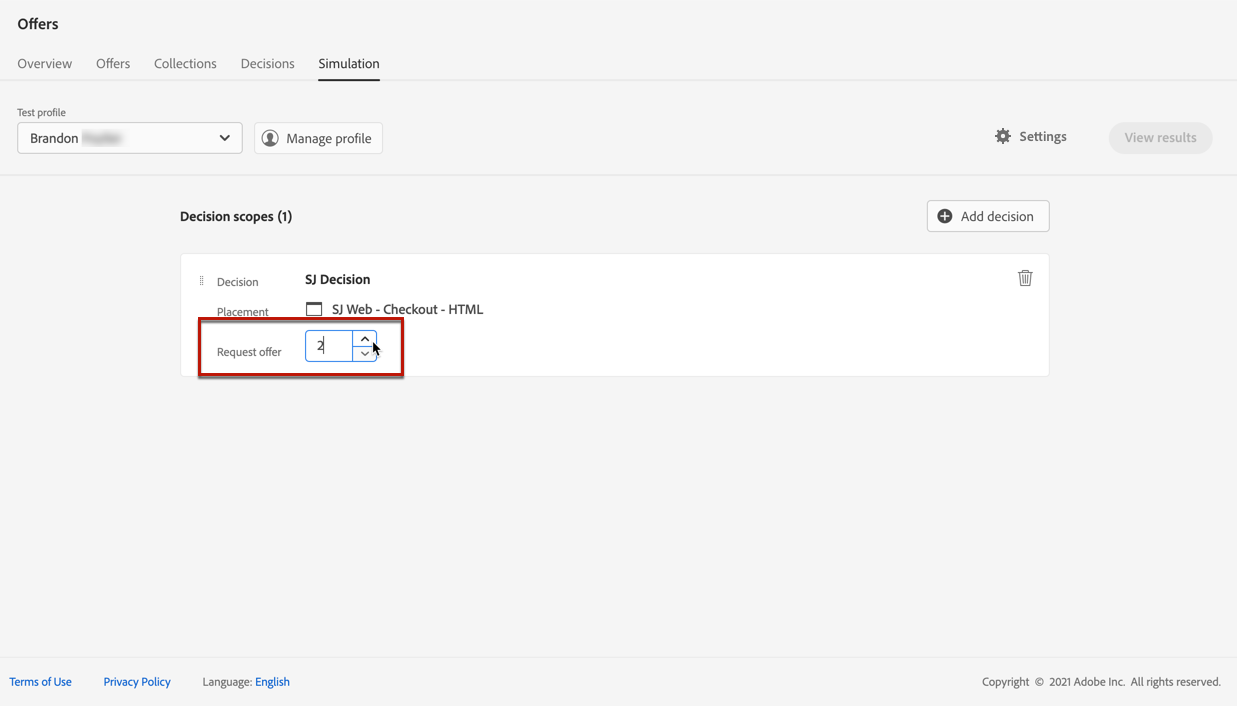 Offers
Overview Offers Collections Decisions Simulation
Test profile
Brandon
Manage profile
Settings
View results
Decision scopes (1)
Add decision
Decision SJ Decision
Placement SJ Web - Checkout - HTML
Request offer 2
Terms of Use Privacy Policy Language: English Copyright © 2021 Adobe Inc. All rights reserved.